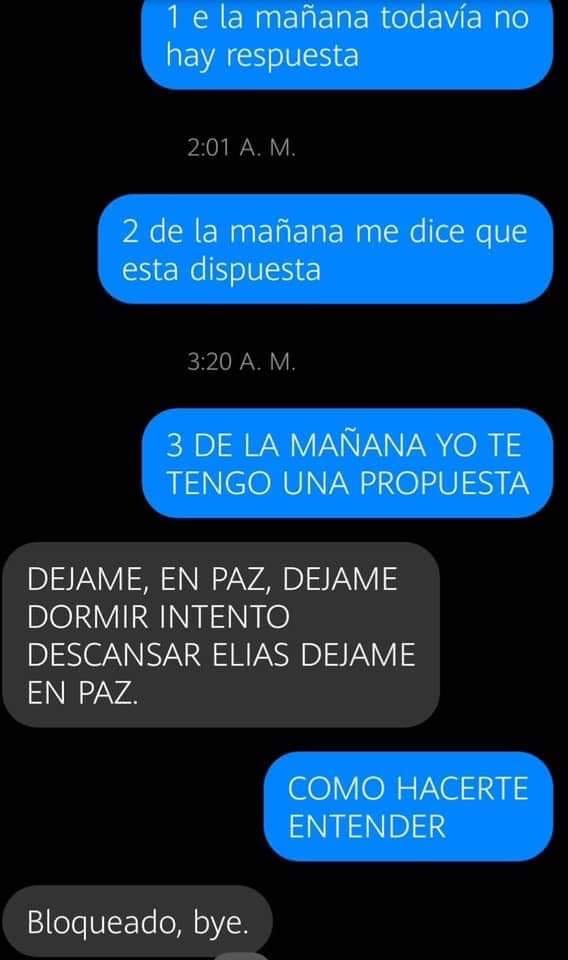 1 e la mañana todavía no
hay respuesta
2:01 A. M.
2 de la mañana me dice que
esta dispuesta
3:20 A. M.
3 DE LA MAÑANA YO TE
TENGO UNA PROPUESTA
DEJAME, EN PAZ, DEJAME
DORMIR INTENTO
DESCANSAR ELIAS DEJAME
EN PAZ.
COMO HACERTE
ENTENDER
Bloqueado, bye.